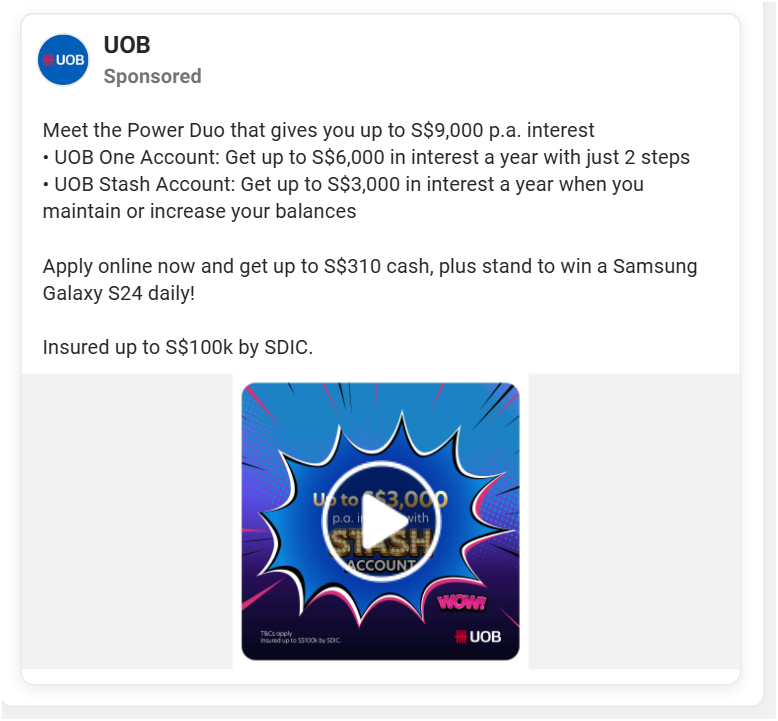 UOB
UOB
Sponsored
Meet the Power Duo that gives you up to S$9,000 p.a. interest
• UOB One Account: Get up to S$6,000 in interest a year with just 2 steps
• UOB Stash Account: Get up to S$3,000 in interest a year when you
maintain or increase your balances
Apply online now and get up to S$310 cash, plus stand to win a Samsung
Galaxy S24 daily!
Insured up to S$100k by SDIC.
Up to S$3,000
p.a. with
STASH
ACCOUNT
WOW!
T&Cs apply
Insured up to S$100k by SDIC.
UOB